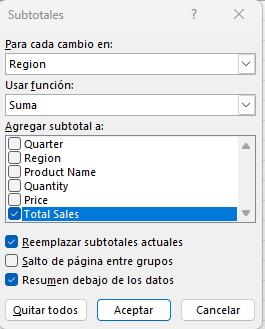 Subtotales
?
Para cada cambio en:
Region
Usar función:
Suma
Agregar subtotal a:
Quarter
Region
Product Name
Quantity
Price
Total Sales
Reemplazar subtotales actuales
Salto de página entre grupos
Resumen debajo de los datos
Quitar todos Aceptar Cancelar